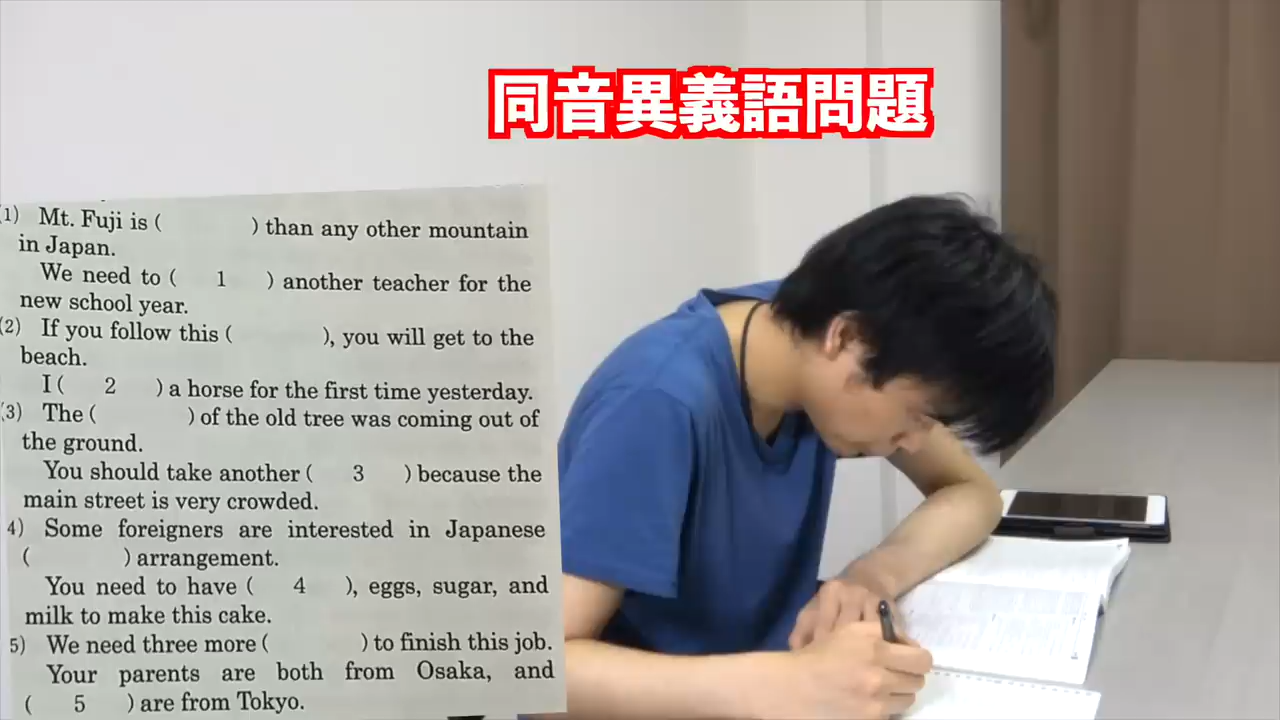 同音異義語問題
(1) Mt. Fuji is (   ) than any other mountain
in Japan.
We need to ( 1 ) another teacher for the
new school year.
(2) If you follow this (   ), you will get to the
beach.
I ( 2 ) a horse for the first time yesterday.
(3) The (   ) of the old tree was coming out of
the ground.
You should take another ( 3 ) because the
main street is very crowded.
4) Some foreigners are interested in Japanese
(   ) arrangement.
You need to have ( 4 ), eggs, sugar, and
milk to make this cake.
5) We need three more (   ) to finish this job.
Your parents are both from Osaka, and
( 5 ) are from Tokyo.